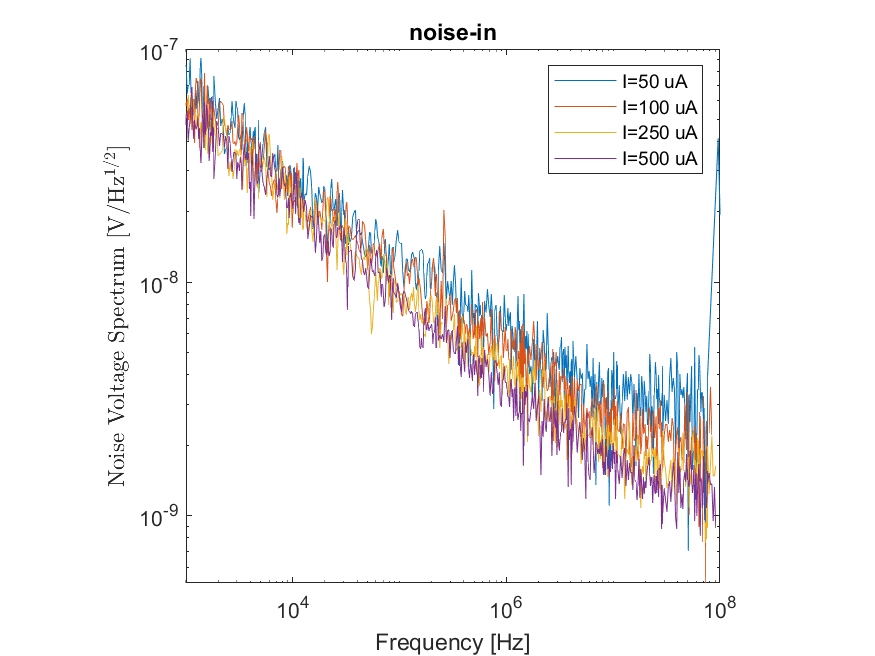 noise-in
10^-7
I=50 uA
I=100 uA
I=250 uA
I=500 uA
Noise Voltage Spectrum [V/Hz^1/2]
10^-8
10^-9
10^4
10^6
10^8
Frequency [Hz]